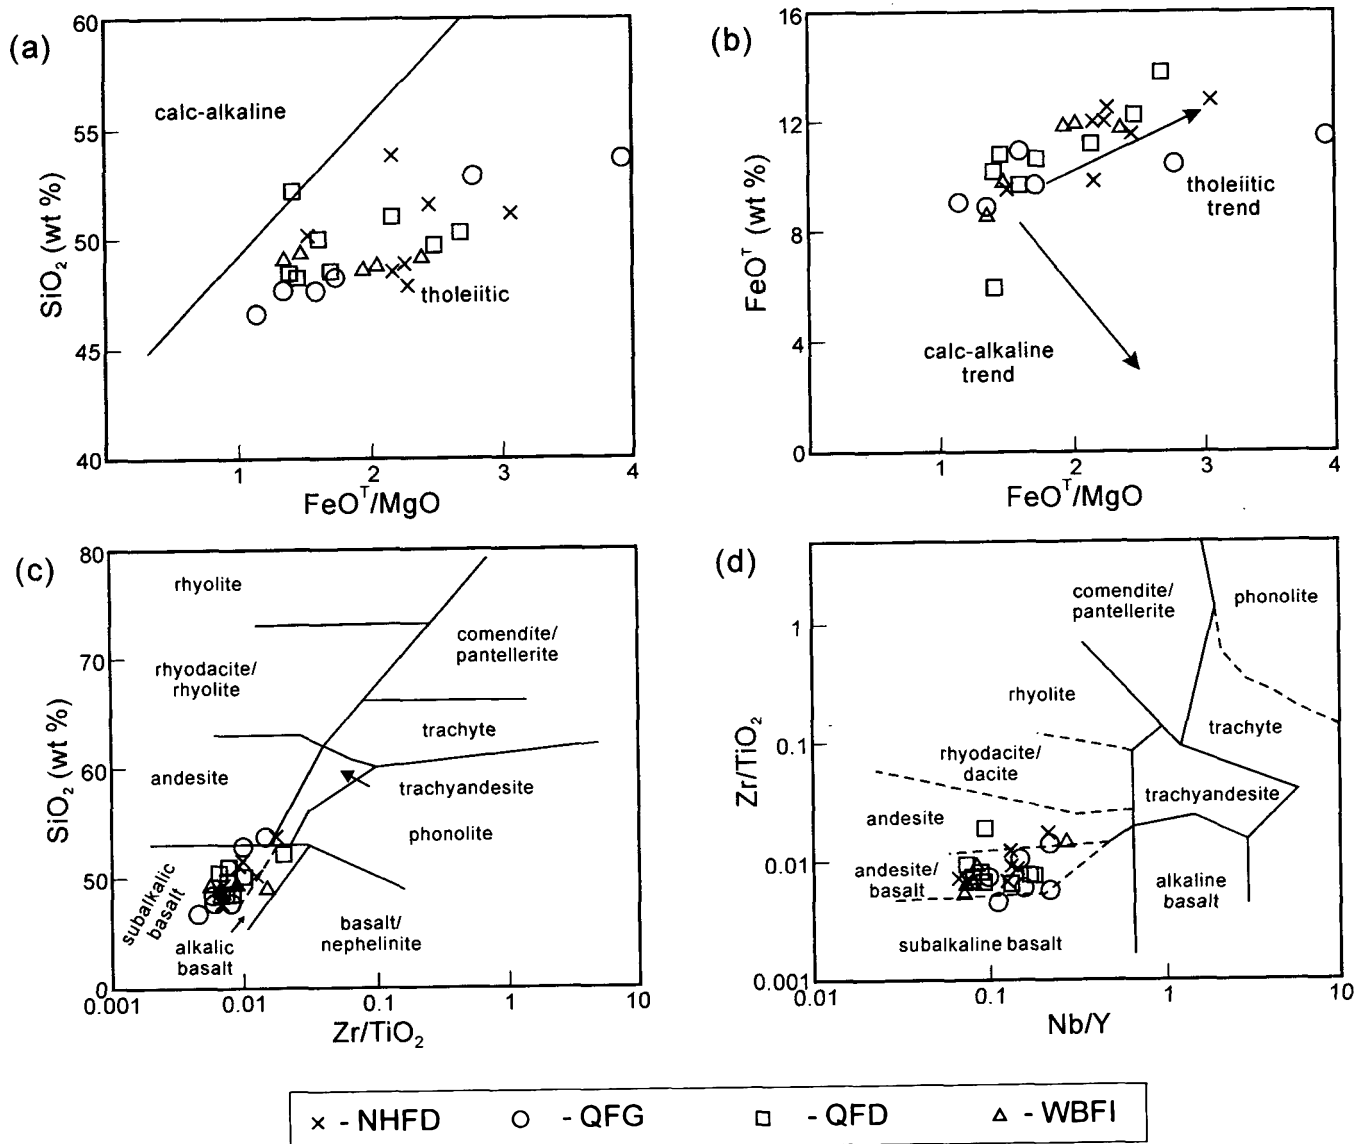 (a)
60
55
50
45
40
SiO₂ (wt %)
calc-alkaline
tholeiitic
1
2
3
4
FeOᵀ/MgO
(b)
16
12
8
4
0
FeOᵀ (wt %)
tholeiitic
trend
calc-alkaline
trend
1
2
3
4
FeOᵀ/MgO
(c)
80
70
60
50
0
SiO₂ (wt %)
rhyolite
comendite/
pantellerite
rhyodacite/
rhyolite
trachyte
andesite
trachyandesite
phonolite
subalkalic
basalt
alkalic
basalt
basalt/
nephelinite
0.001
0.01
0.1
1
10
Zr/TiO₂
(d)
1
0.1
0.01
0.001
Zr/TiO₂
comendite/
pantellerite
phonolite
rhyolite
trachyte
rhyodacite/
dacite
trachyandesite
andesite
andesite/
basalt
alkaline
basalt
subalkaline basalt
0.01
0.1
1
10
Nb/Y
× - NHFD ○ - QFG □ - QFD △ - WBFI